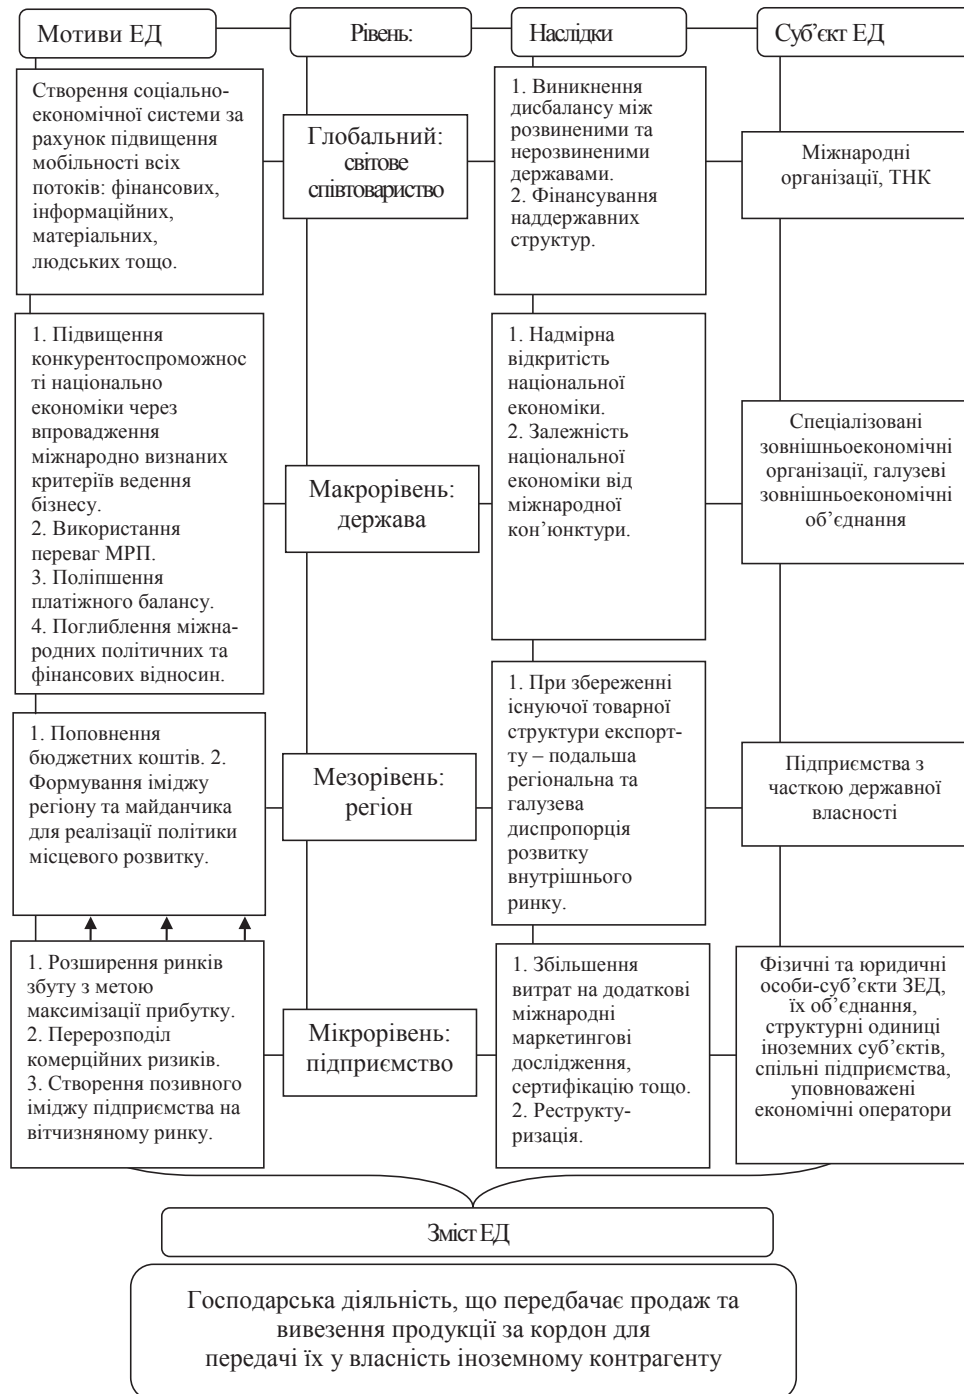 Мотиви ЕД
Рівень:
Наслідки
Суб’єкт ЕД
Створення соціально-
економічної системи за
рахунок підвищення
мобільності всіх
потоків: фінансових,
інформаційних,
матеріальних,
людських тощо.
Глобальний:
світове
співтовариство
1. Виникнення
дисбалансу між
розвиненими та
нерозвиненими
державами.
2. Фінансування
наддержавних
структур.
Міжнародні
організації, ТНК
1. Підвищення
конкурентоспроможнос
ті національно
економіки через
впровадження
міжнародно визнаних
критеріїв ведення
бізнесу.
2. Використання
переваг МРП.
3. Поліпшення
платіжного балансу.
4. Поглиблення міжна-
родних політичних та
фінансових відносин.
Макрорівень:
держава
1. Надмірна
відкритість
національної
економіки.
2. Залежність
національної
економіки від
міжнародної
кон’юнктури.
Спеціалізовані
зовнішньоекономічні
організації, галузеві
зовнішньоекономічні
об’єднання
1. Поповнення
бюджетних коштів. 2.
Формування іміджу
регіону та майданчика
для реалізації політики
місцевого розвитку.
Мезорівень:
регіон
1. При збереженні
існуючої товарної
структури експорт-
ту – подальша
регіональна та
галузева
диспропорція
розвитку
внутрішнього
ринку.
Підприємства з
часткою державної
власності
1. Розширення ринків
збуту з метою
максимізації прибутку.
2. Перерозподіл
комерційних ризиків.
3. Створення позивного
іміджу підприємства на
вітчизняному ринку.
Мікрорівень:
підприємство
1. Збільшення
витрат на додаткові
міжнародні
маркетингові
дослідження,
сертифікацію тощо.
2. Реструкту-
ризація.
Фізичні та юридичні
особи-суб’єкти ЗЕД,
їх об’єднання,
структурні одиниці
іноземних суб’єктів,
спільні підприємства,
уповноважені
економічні оператори
Зміст ЕД
Господарська діяльність, що передбачає продаж та
вивезення продукції за кордон для
передачі їх у власність іноземному контрагенту